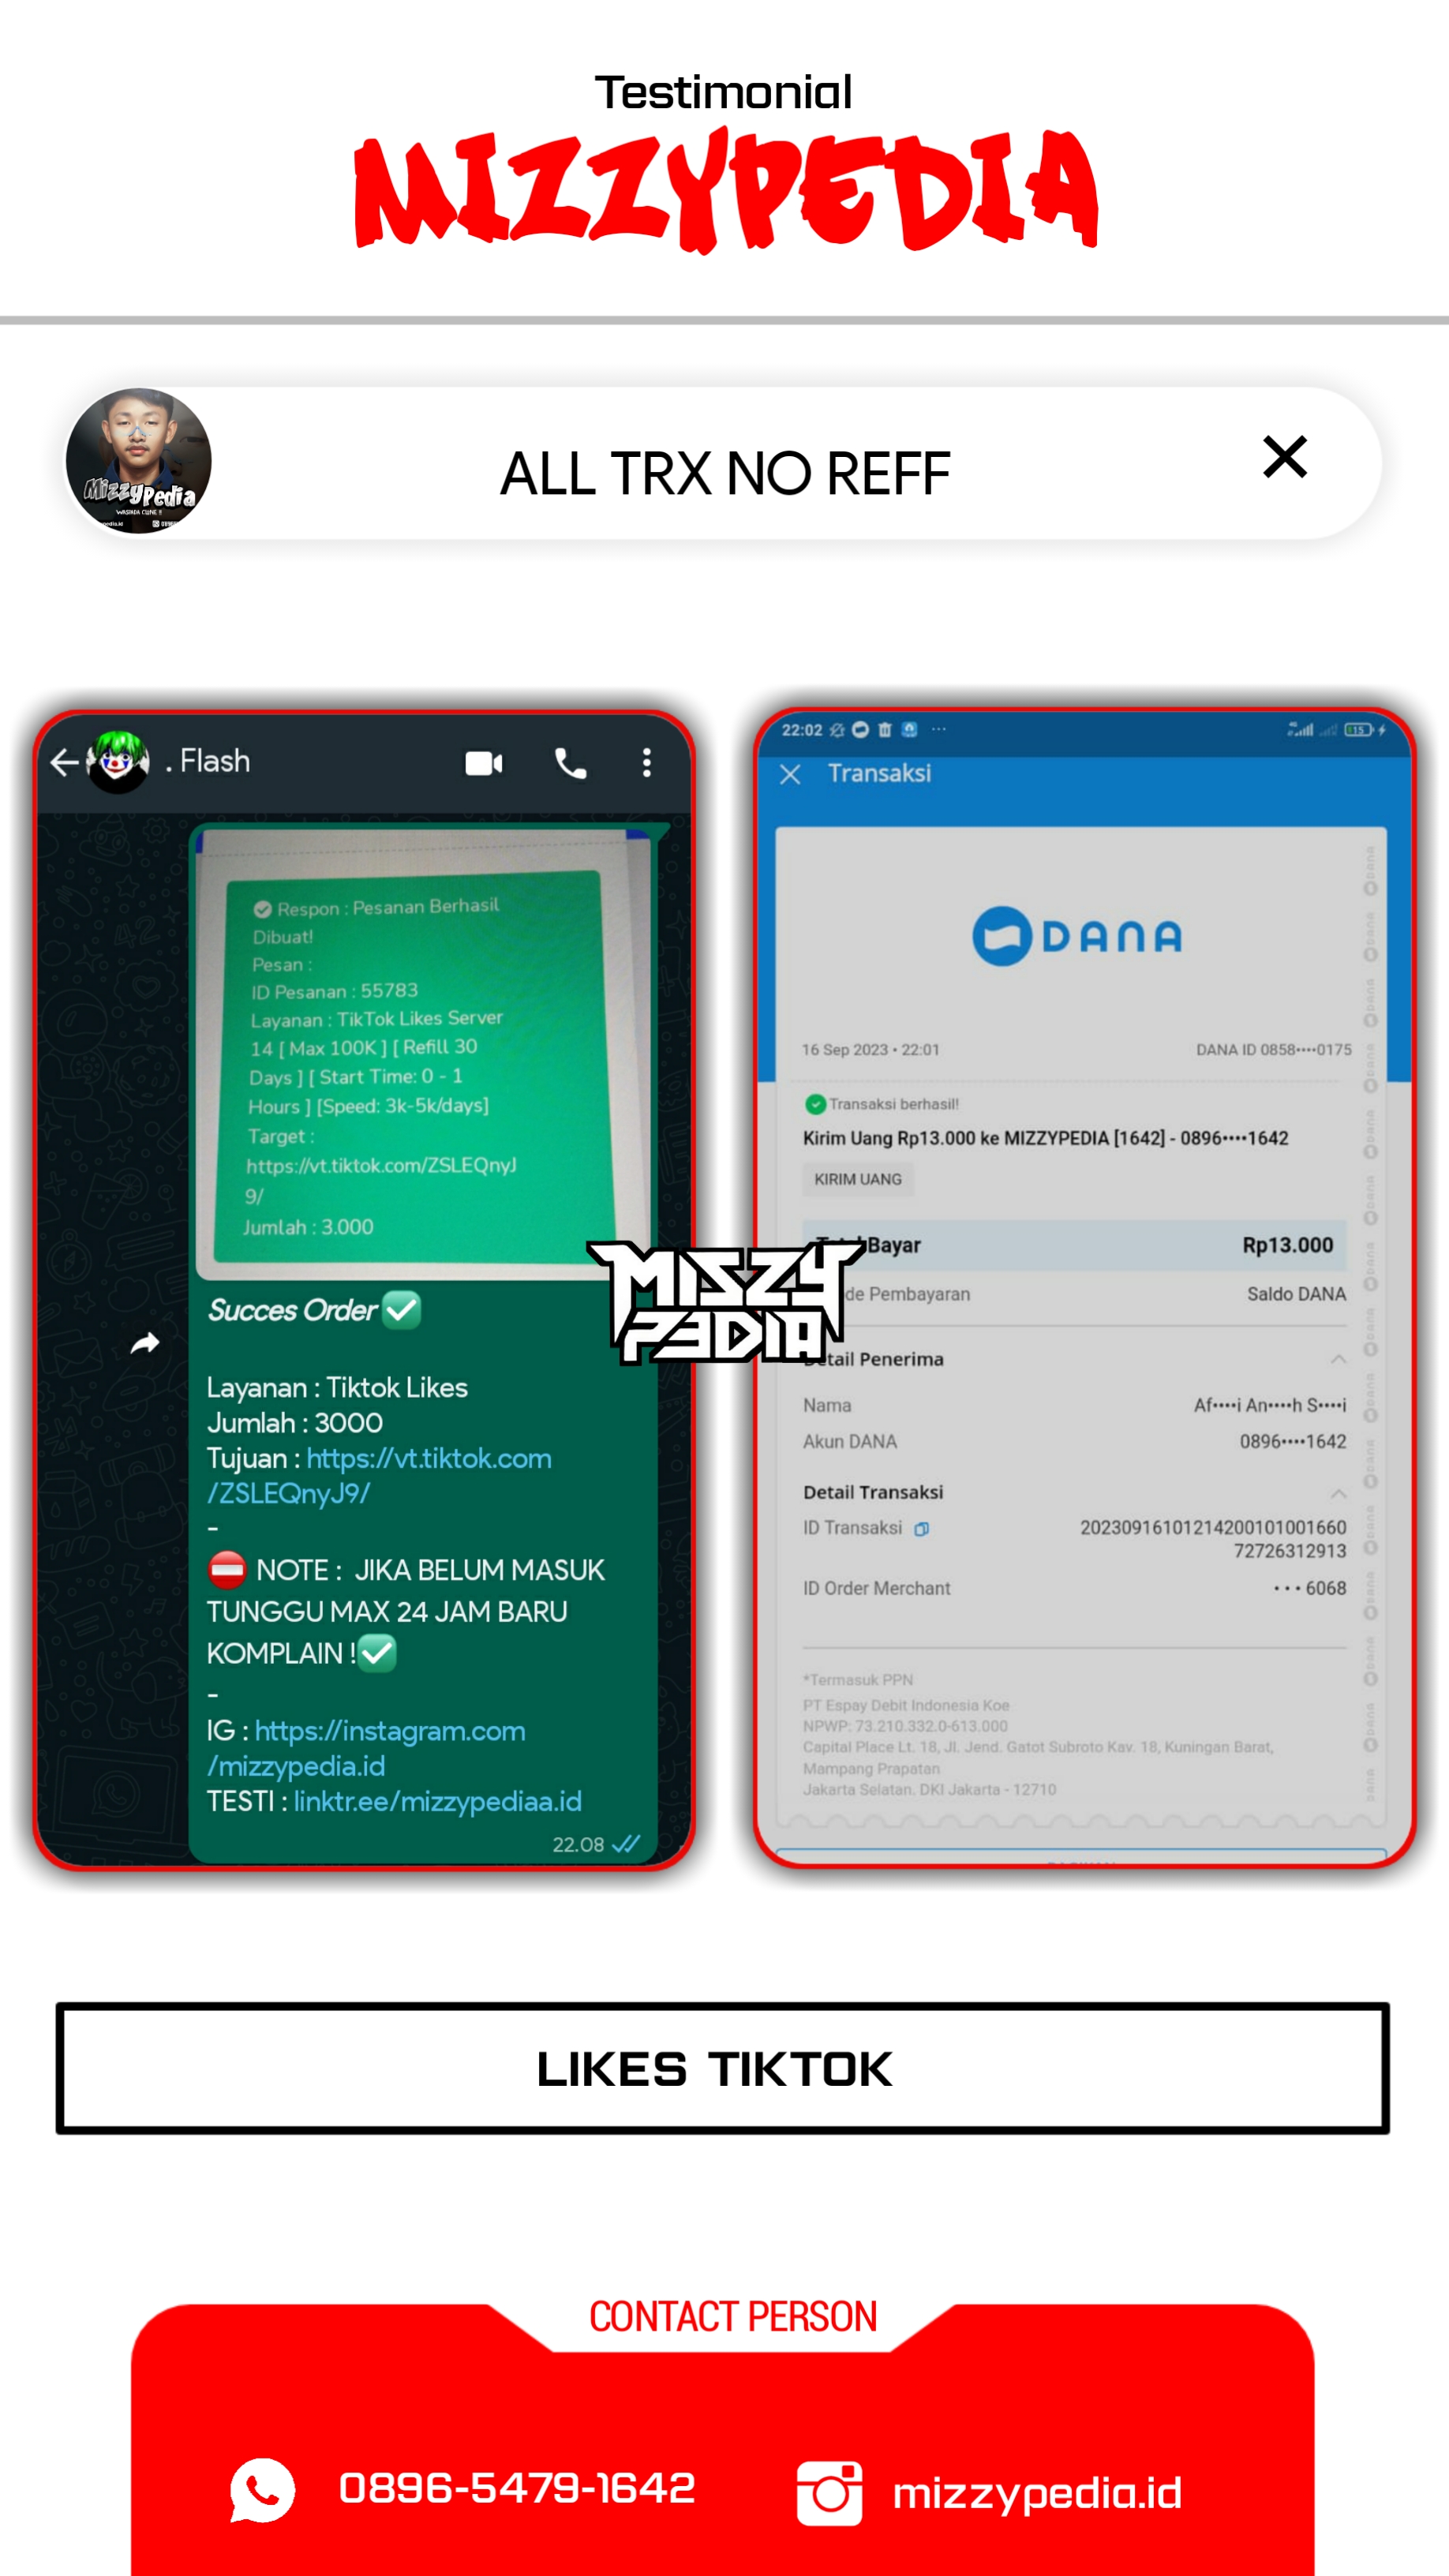 Testimonial
MIZZYPEDIA
MizzyPedia
ALL TRX NO REFF
. Flash
Respon : Pesanan Berhasil
Dibuat!
Pesan :
ID Pesanan : 55783
Layanan : TikTok Likes Server
14 [ Max 100K ] [ Refill 30
Days ] [ Start Time: 0 - 1
Hours ] [Speed: 3k-5k/days]
Target :
https://vt.tiktok.com/ZSLEQnyJ
9/
Jumlah : 3.000
Succes Order ✅
Layanan : Tiktok Likes
Jumlah : 3000
Tujuan : https://vt.tiktok.com
/ZSLEQnyJ9/
-
⛔ NOTE : JIKA BELUM MASUK
TUNGGU MAX 24 JAM BARU
KOMPLAIN !✅
-
IG : https://instagram.com
/mizzypedia.id
TESTI : linktr.ee/mizzypediaa.id
22.08
MIZZY
PEDIA
22:02
15
Transaksi
DANA
16 Sep 2023 • 22:01
DANA ID 0858••••0175
Transaksi berhasil!
Kirim Uang Rp13.000 ke MIZZYPEDIA [1642] - 0896••••1642
KIRIM UANG
Bayar Rp13.000
Pembayaran Saldo DANA
Detail Penerima
Nama Af••••i An••••h S••••i
Akun DANA 0896••••1642
Detail Transaksi
ID Transaksi 20230916101214200101001660
72726312913
ID Order Merchant • • • 6068
*Termasuk PPN
PT Espay Debit Indonesia Koe
NPWP: 73.210.332.0-613.000
Capital Place Lt. 18, Jl. Jend. Gatot Subroto Kav. 18, Kuningan Barat,
Mampang Prapatan
Jakarta Selatan. DKI Jakarta - 12710
LIKES TIKTOK
CONTACT PERSON
0896-5479-1642
mizzypedia.id